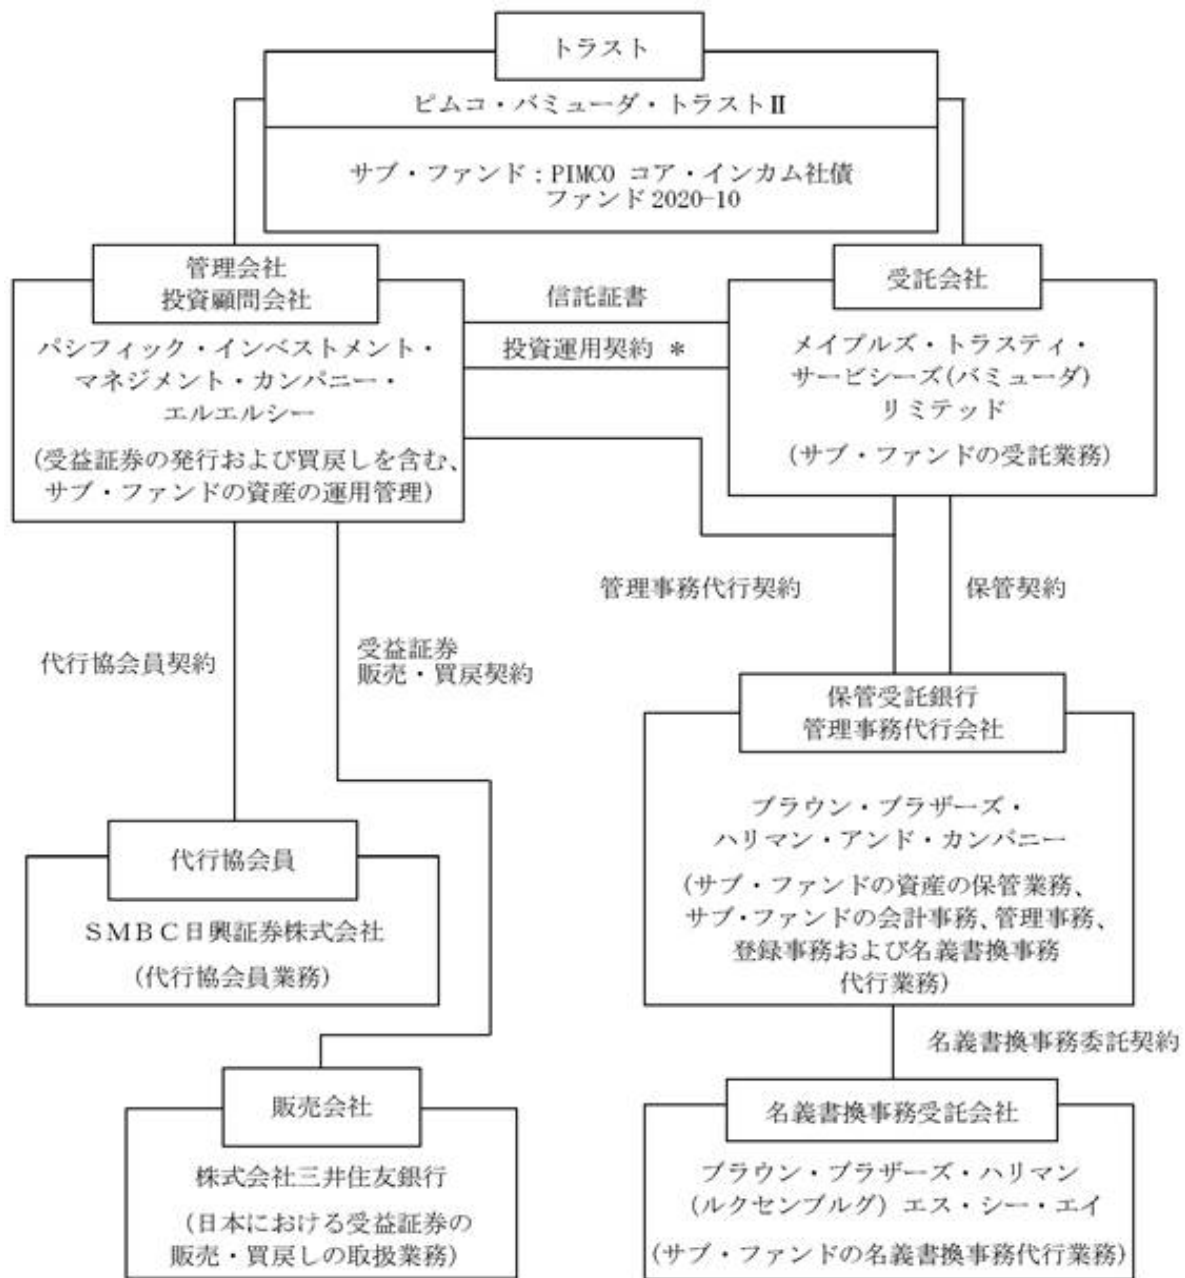 トラスト
ピムコ・バミューダ・トラストⅡ
サブ・ファンド：PIMCO コア・インカム社債
ファンド 2020-10
管理会社
投資顧問会社
パシフィック・インベストメント・
マネジメント・カンパニー・
エルエルシー
(受益証券の発行および買戻しを含む、
サブ・ファンドの資産の運用管理)
信託証書
投資運用契約 *
受託会社
メイプルズ・トラスティ・
サービシーズ(バミューダ)
リミテッド
(サブ・ファンドの受託業務)
管理事務代行契約
保管契約
代行協会員契約
受益証券
販売・買戻契約
保管受託銀行
管理事務代行会社
ブラウン・ブラザーズ・
ハリマン・アンド・カンパニー
(サブ・ファンドの資産の保管業務、
サブ・ファンドの会計事務、管理事務、
登録事務および名義書換事務
代行業務)
代行協会員
ＳＭＢＣ日興証券株式会社
(代行協会員業務)
名義書換事務委託契約
販売会社
株式会社三井住友銀行
(日本における受益証券の
販売・買戻しの取扱業務)
名義書換事務受託会社
ブラウン・ブラザーズ・ハリマン
(ルクセンブルグ) エス・シー・エイ
(サブ・ファンドの名義書換事務代行業務)